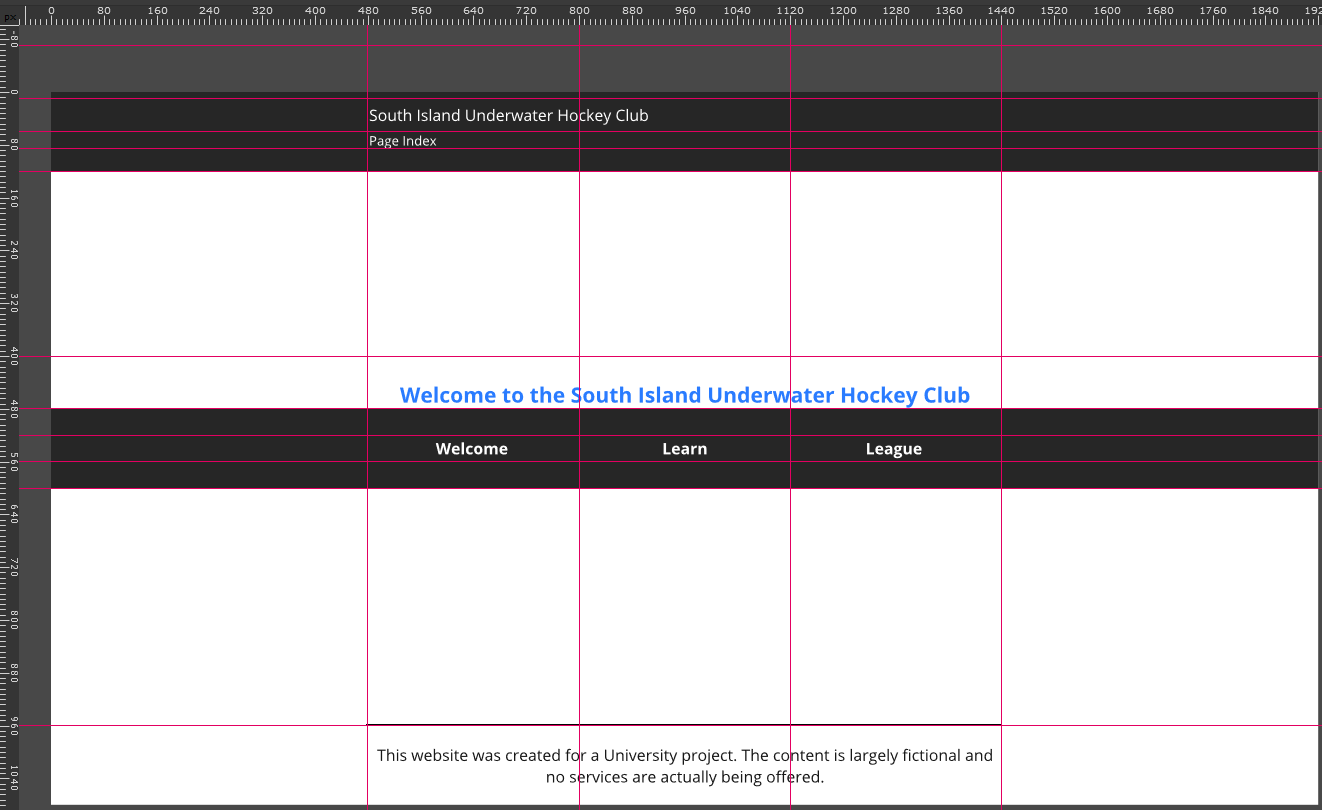 px 0 80 160 240 320 400 480 560 640 720 800 880 960 1040 1120 1200 1280 1360 1440 1520 1600 1680 1760 1840 192
-80
0
South Island Underwater Hockey Club
Page Index
80
160
240
320
400
Welcome to the South Island Underwater Hockey Club
480
Welcome Learn League
560
640
720
800
880
960
This website was created for a University project. The content is largely fictional and
no services are actually being offered.
1040